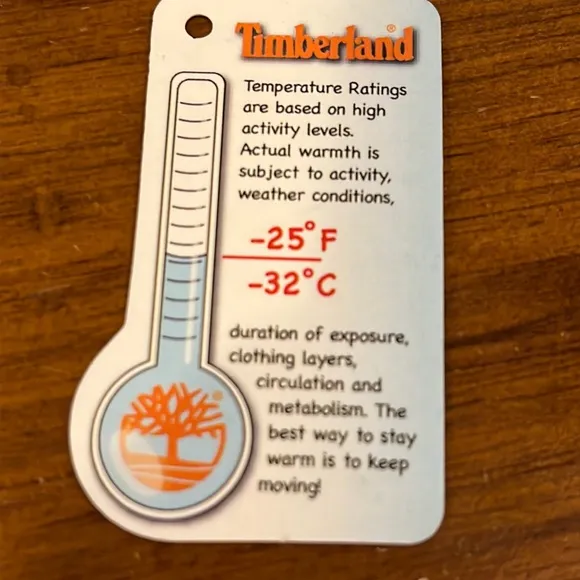 Timberland®
Temperature Ratings
are based on high
activity levels.
Actual warmth is
subject to activity,
weather conditions,
-25°F
-32°C
duration of exposure,
clothing layers,
circulation and
metabolism. The
best way to stay
warm is to keep
moving!
®